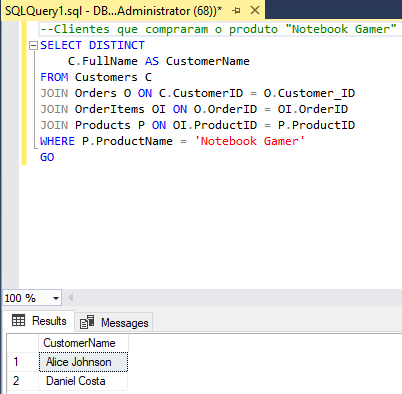 SQLQuery1.sql - DB...Administrator (68))*
--Clientes que compraram o produto "Notebook Gamer"
SELECT DISTINCT
C.FullName AS CustomerName
FROM Customers C
JOIN Orders O ON C.CustomerID = O.Customer_ID
JOIN OrderItems OI ON O.OrderID = OI.OrderID
JOIN Products P ON OI.ProductID = P.ProductID
WHERE P.ProductName = 'Notebook Gamer'
GO
100 %
Results Messages
CustomerName
1 Alice Johnson
2 Daniel Costa